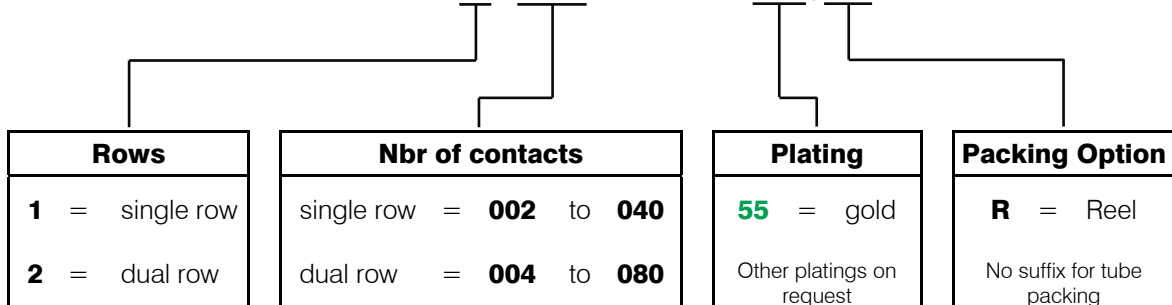 Rows
1 = single row
2 = dual row
Nbr of contacts
single row = 002 to 040
dual row = 004 to 080
Plating
55 = gold
Other platings on
request
Packing Option
R = Reel
No suffix for tube
packing